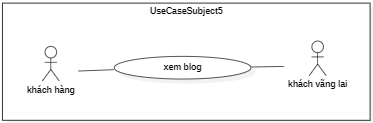 UseCaseSubject5
xem blog
khách hàng
khách vãng lai